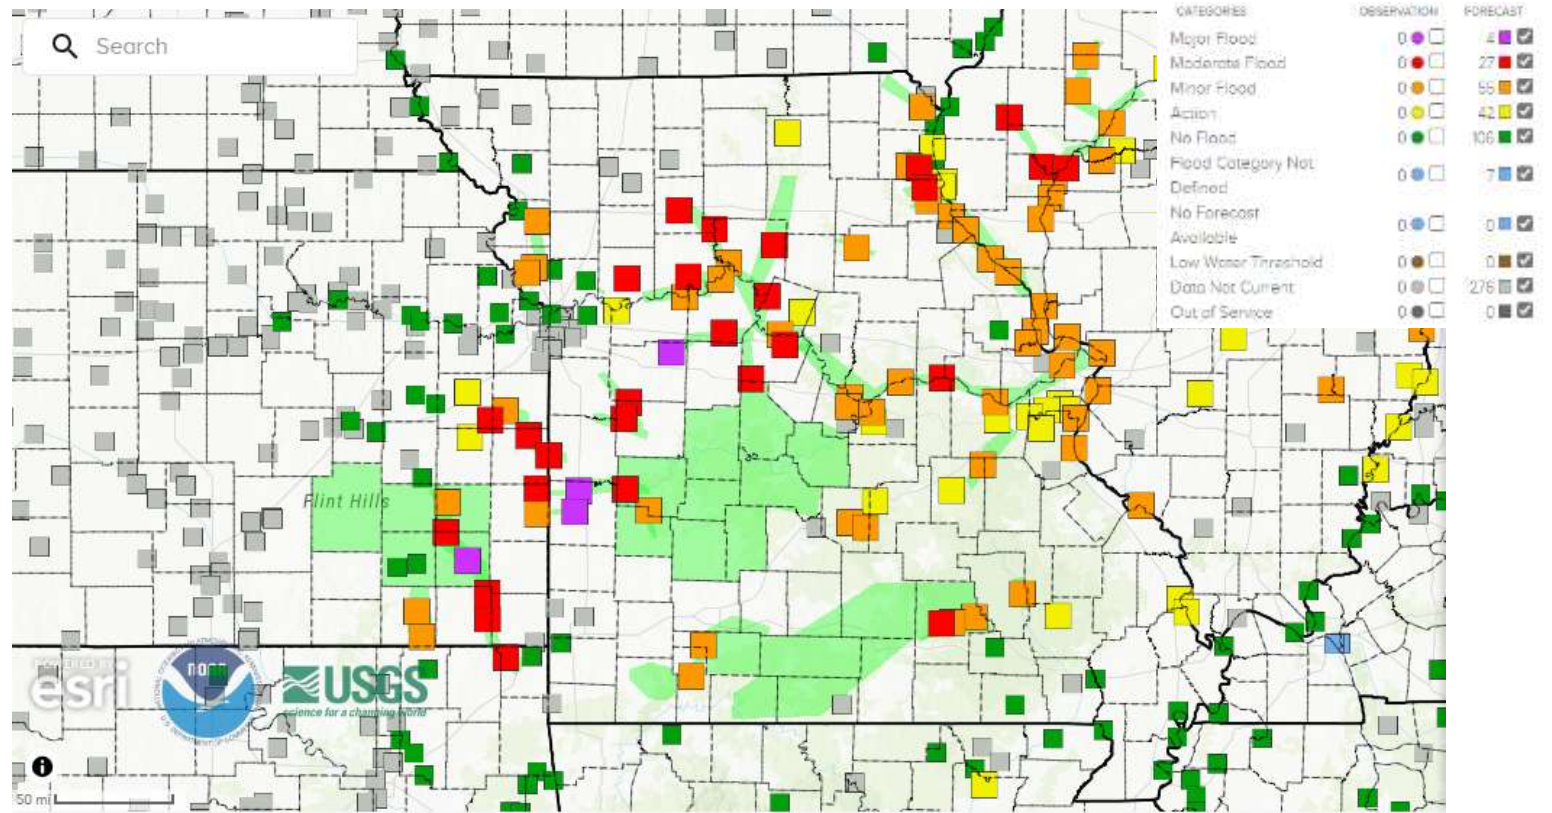 Search
CATEGORIES OBSERVATION FORECAST
Major Flood 0 4
Moderate Flood 0 27
Minor Flood 0 55
Action 0 42
No Flood 0 106
Flood Category Not
Defined 0 7
No Forecast
Available 0 0
Low Water Threshold 0 0
Data Not Current 0 276
Out of Service 0 0
Flint Hills
POWERED BY
esri
noaa
USGS
science for a changing world
50 mi